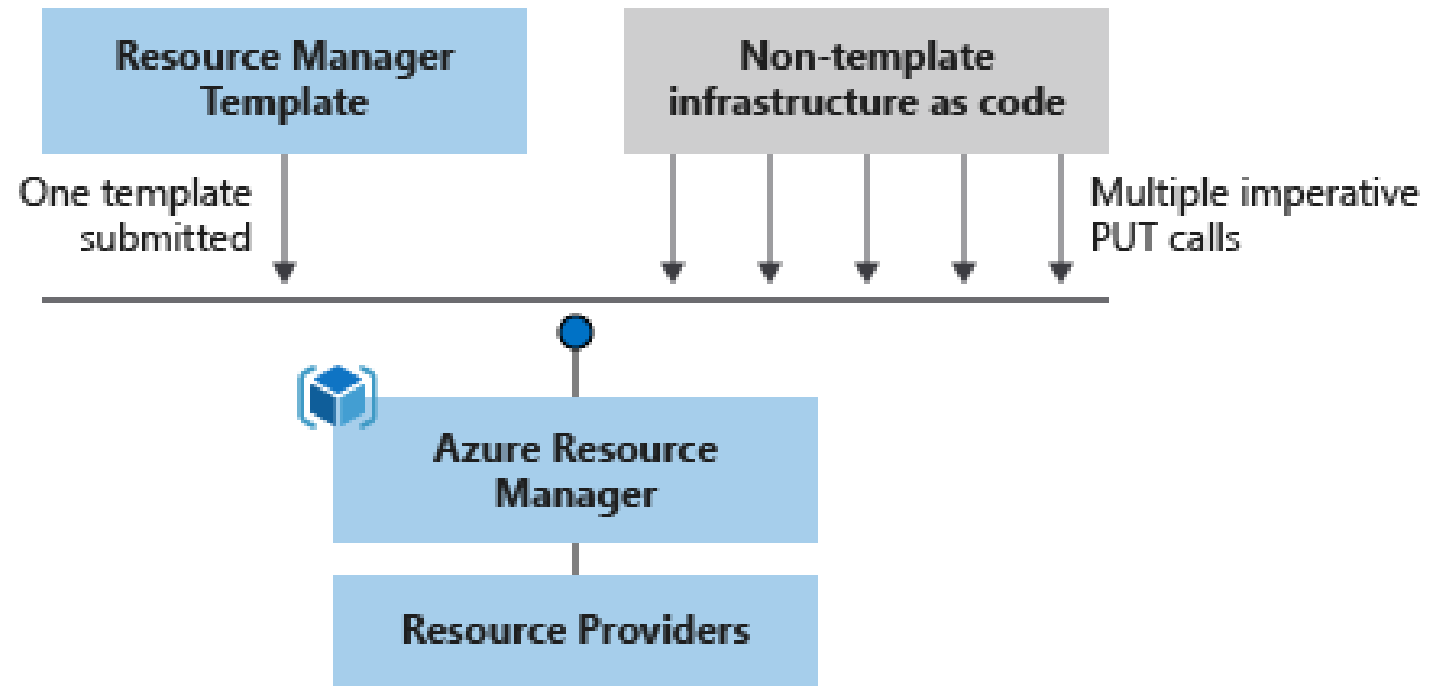 Resource Manager
Template
Non-template
infrastructure as code
One template
submitted
Multiple imperative
PUT calls
Azure Resource
Manager
Resource Providers